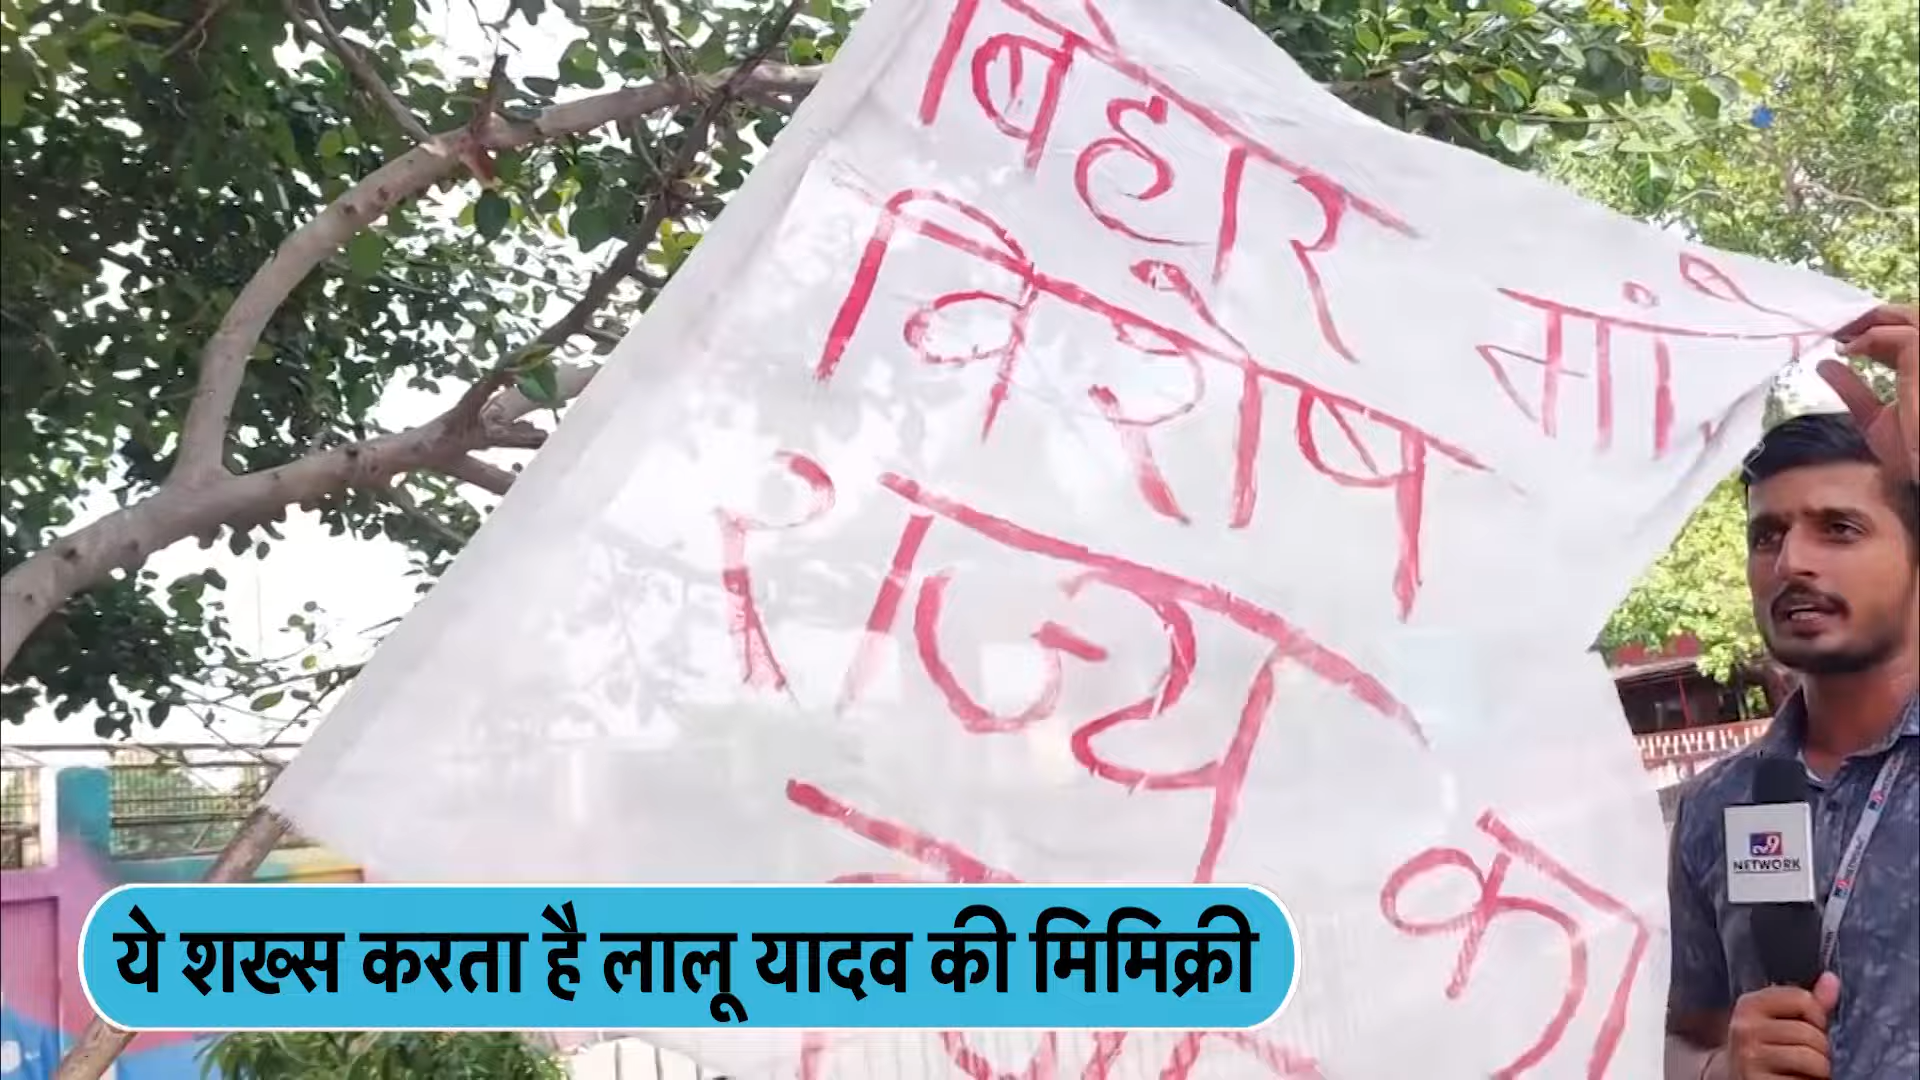 बिहार
विशेष मांगे
राज्य
को
NETWORK
ये शख्स करता है लालू यादव की मिमिक्री